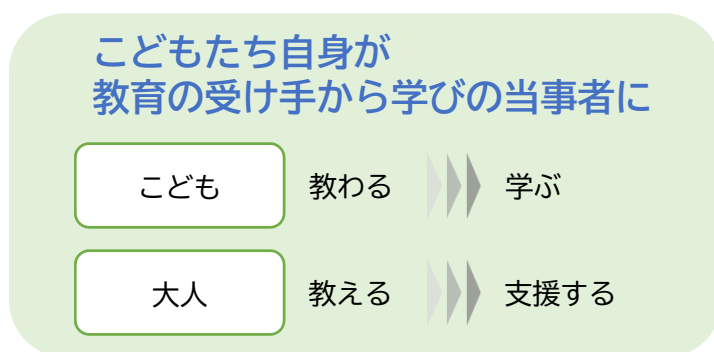 こどもたち自身が
教育の受け手から学びの当事者に
こども 教わる 学ぶ
大人 教える 支援する